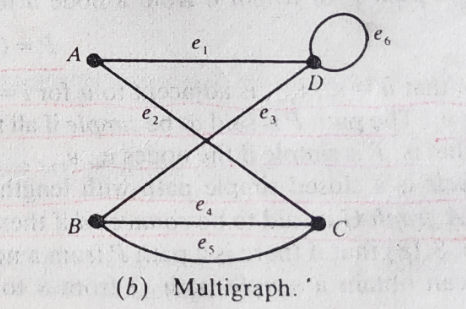 A
e₁
D
e₆
e₂
e₃
B
e₄
C
e₅
(b) Multigraph.